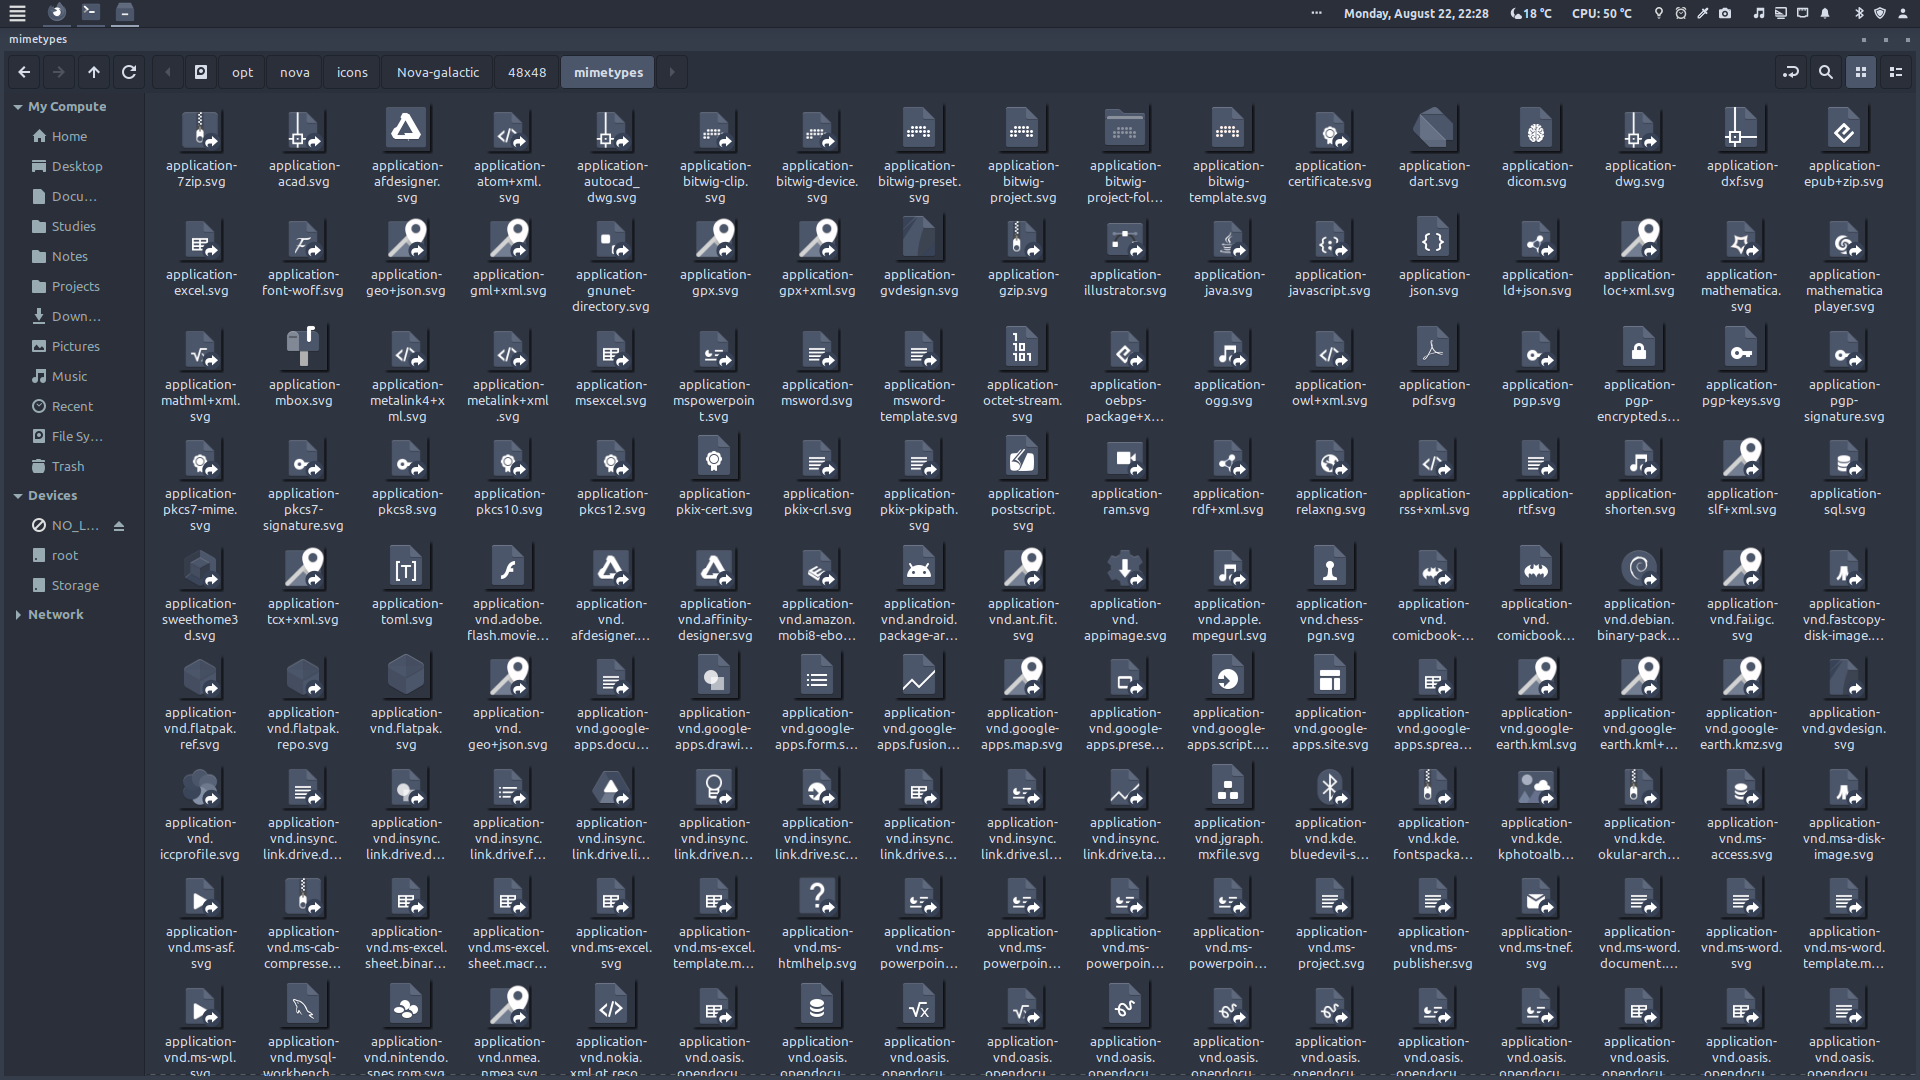 Monday, August 22, 22:28
18 °C
CPU: 50 °C
mimetypes
opt
nova
icons
Nova-galactic
48x48
mimetypes
My Compute
Home
Desktop
Docu...
Studies
Notes
Projects
Down...
Pictures
Music
Recent
File Sy...
Trash
Devices
NO_L...
root
Storage
Network
application-7zip.svg
application-acad.svg
application-afdesigner.svg
application-atom+xml.svg
application-autocad_dwg.svg
application-bitwig-clip.svg
application-bitwig-device.svg
application-bitwig-preset.svg
application-bitwig-project.svg
application-bitwig-project-fol...
application-bitwig-template.svg
application-certificate.svg
application-dart.svg
application-dicom.svg
application-dwg.svg
application-dxf.svg
application-epub+zip.svg
application-excel.svg
application-font-woff.svg
application-geo+json.svg
application-gml+xml.svg
application-gnunet-directory.svg
application-gpx.svg
application-gpx+xml.svg
application-gvdesign.svg
application-gzip.svg
application-illustrator.svg
application-java.svg
application-javascript.svg
application-json.svg
application-ld+json.svg
application-loc+xml.svg
application-mathematica.svg
application-mathematicaplayer.svg
application-mathml+xml.svg
application-mbox.svg
application-metalink4+xml.svg
application-metalink+xml.svg
application-msexcel.svg
application-mspowerpoint.svg
application-msword.svg
application-msword-template.svg
application-octet-stream.svg
application-oebps-package+x...
application-ogg.svg
application-owl+xml.svg
application-pdf.svg
application-pgp.svg
application-pgp-encrypted.s...
application-pgp-keys.svg
application-pgp-signature.svg
application-pkcs7-mime.svg
application-pkcs7-signature.svg
application-pkcs8.svg
application-pkcs10.svg
application-pkcs12.svg
application-pkix-cert.svg
application-pkix-crl.svg
application-pkix-pkipath.svg
application-postscript.svg
application-ram.svg
application-rdf+xml.svg
application-relaxng.svg
application-rss+xml.svg
application-rtf.svg
application-shorten.svg
application-slf+xml.svg
application-sql.svg
application-sweethome3d.svg
application-tcx+xml.svg
application-toml.svg
application-vnd.adobe.flash.movie...
application-vnd.afdesigner....
application-vnd.affinity-designer.svg
application-vnd.amazon.mobi8-ebo...
application-vnd.android.package-ar...
application-vnd.ant.fit.svg
application-vnd.appimage.svg
application-vnd.apple.mpegurl.svg
application-vnd.chess-pgn.svg
application-vnd.comicbook-...
application-vnd.comicbook...
application-vnd.debian.binary-pack...
application-vnd.fai.igc.svg
application-vnd.fastcopy-disk-image....
application-vnd.flatpak.ref.svg
application-vnd.flatpak.repo.svg
application-vnd.flatpak.svg
application-vnd.geo+json.svg
application-vnd.google-apps.docu...
application-vnd.google-apps.drawi...
application-vnd.google-apps.form.s...
application-vnd.google-apps.fusion...
application-vnd.google-apps.map.svg
application-vnd.google-apps.prese...
application-vnd.google-apps.script....
application-vnd.google-apps.site.svg
application-vnd.google-apps.sprea...
application-vnd.google-earth.kml.svg
application-vnd.google-earth.kml+...
application-vnd.google-earth.kmz.svg
application-vnd.gvdesign.svg
application-vnd.iccprofile.svg
application-vnd.insync.link.drive.d...
application-vnd.insync.link.drive.d...
application-vnd.insync.link.drive.f...
application-vnd.insync.link.drive.li...
application-vnd.insync.link.drive.n...
application-vnd.insync.link.drive.sc...
application-vnd.insync.link.drive.s...
application-vnd.insync.link.drive.sl...
application-vnd.insync.link.drive.ta...
application-vnd.jgraph.mxfile.svg
application-vnd.kde.bluedevil-s...
application-vnd.kde.fontspacka...
application-vnd.kde.kphotoalb...
application-vnd.kde.okular-arch...
application-vnd.ms-access.svg
application-vnd.msa-disk-image.svg
application-vnd.ms-asf.svg
application-vnd.ms-cab-compresse...
application-vnd.ms-excel.sheet.binar...
application-vnd.ms-excel.sheet.macr...
application-vnd.ms-excel.svg
application-vnd.ms-excel.template.m...
application-vnd.ms-htmlhelp.svg
application-vnd.ms-powerpoin...
application-vnd.ms-powerpoin...
application-vnd.ms-powerpoin...
application-vnd.ms-powerpoin...
application-vnd.ms-project.svg
application-vnd.ms-publisher.svg
application-vnd.ms-tnef.svg
application-vnd.ms-word.document....
application-vnd.ms-word.svg
application-vnd.ms-word.template.m...
application-vnd.ms-wpl.svg
application-vnd.mysql-workbench
application-vnd.nintendo.snes.rom.svg
application-vnd.nmea.nmea.svg
application-vnd.nokia.xml.qt.reso
application-vnd.oasis.opendocu
application-vnd.oasis.opendocu
application-vnd.oasis.opendocu
application-vnd.oasis.opendocu
application-vnd.oasis.opendocu
application-vnd.oasis.opendocu
application-vnd.oasis.opendocu
application-vnd.oasis.opendocu
application-vnd.oasis.opendocu
application-vnd.oasis.opendocu
application-vnd.oasis.opendocu
application-vnd.oasis.opendocu